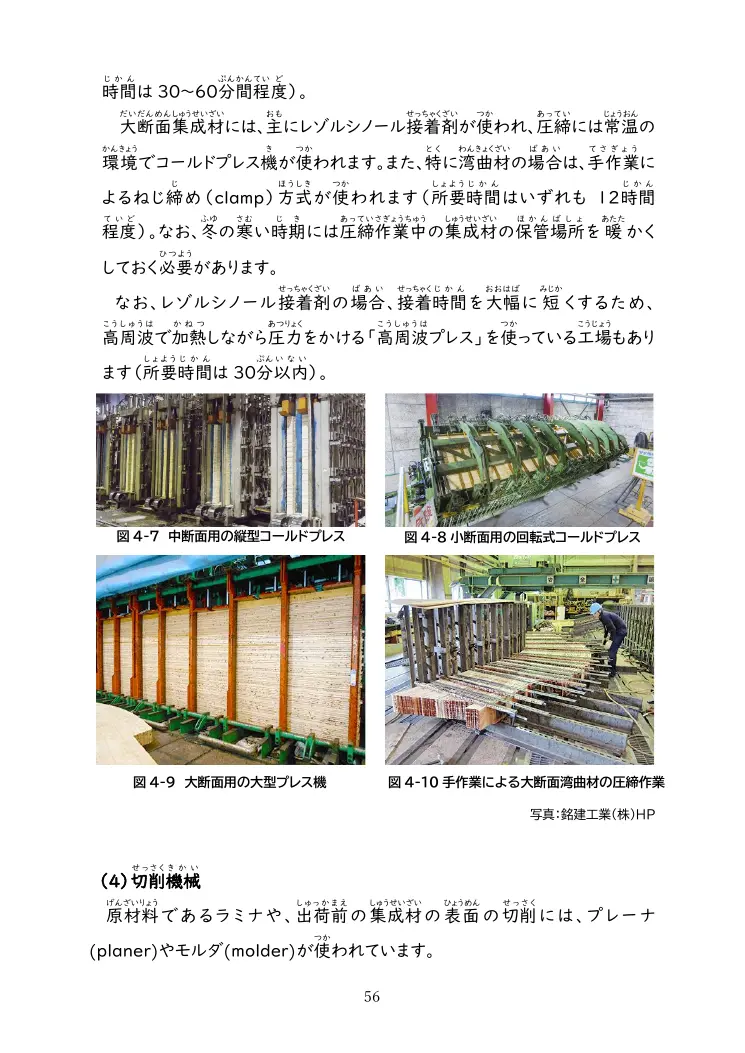 時間は30～60分間程度）。
大断面集成材には、主にレゾルシノール接着剤が使われ、圧締には常温の
環境でコールドプレス機が使われます。また、特に湾曲材の場合は、手作業に
よるねじ締め（clamp）方式が使われます（所要時間はいずれも 12時間
程度）。なお、冬の寒い時期には圧締作業中の集成材の保管場所を暖かく
しておく必要があります。
なお、レゾルシノール接着剤の場合、接着時間を大幅に短くするため、
高周波で加熱しながら圧力をかける「高周波プレス」を使っている工場もあり
ます（所要時間は30分以内）。
図4-7 中断面用の縦型コールドプレス
図4-8 小断面用の回転式コールドプレス
図4-9 大断面用の大型プレス機
図4-10 手作業による大断面湾曲材の圧締作業
写真：銘建工業（株）HP
（4）切削機械
原材料であるラミナや、出荷前の集成材の表面の切削には、プレーナ
(planer)やモルダ(molder)が使われています。
56